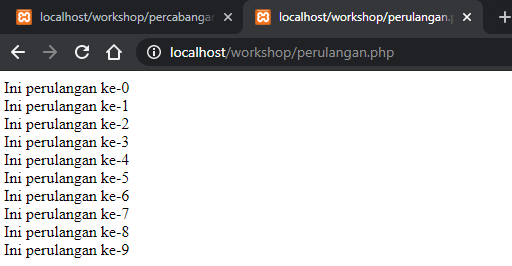 localhost/workshop/percabangan
localhost/workshop/perulangan.p
localhost/workshop/perulangan.php
Ini perulangan ke-0
Ini perulangan ke-1
Ini perulangan ke-2
Ini perulangan ke-3
Ini perulangan ke-4
Ini perulangan ke-5
Ini perulangan ke-6
Ini perulangan ke-7
Ini perulangan ke-8
Ini perulangan ke-9